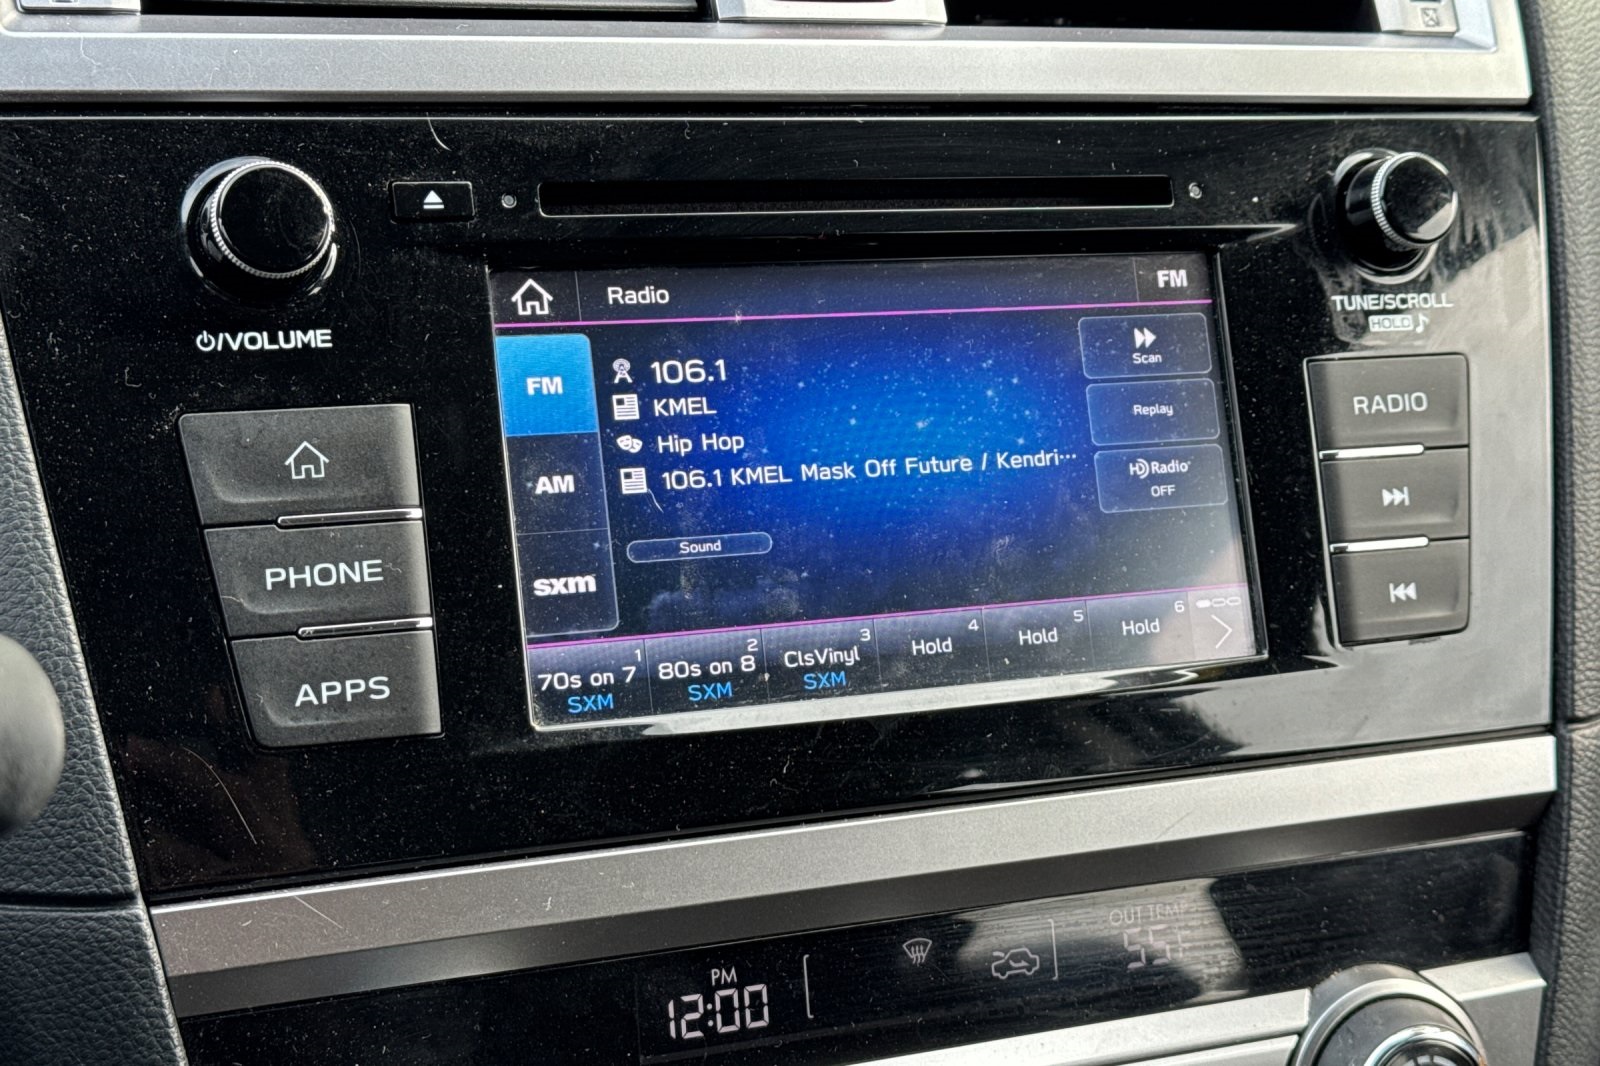 Radio
FM
⏻/VOLUME
TUNE/SCROLL
HOLD
FM
AM
sxm
106.1
KMEL
Hip Hop
106.1 KMEL Mask Off Future / Kendri...
Sound
Scan
Replay
HD Radio
OFF
PHONE
APPS
RADIO
1
70s on 7
SXM
2
80s on 8
SXM
3
ClsVinyl
SXM
4
Hold
5
Hold
6
Hold
PM
12:00
OUT TEMP
55F